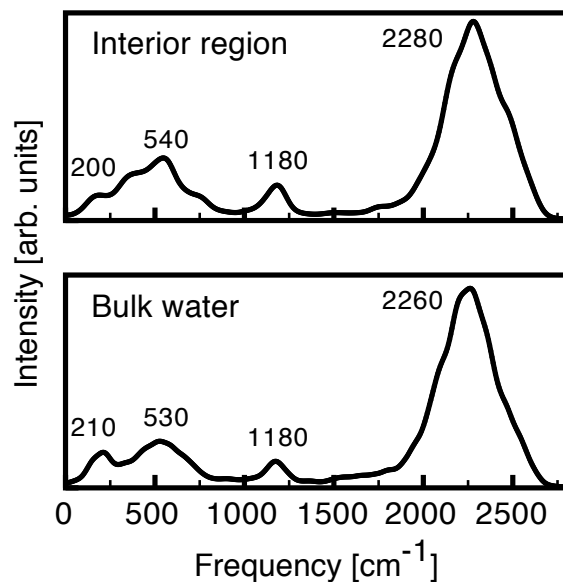 Interior region
2280
200
540
1180
Intensity [arb. units]
Bulk water
2260
210
530
1180
0 500 1000 1500 2000 2500
Frequency [cm-1]